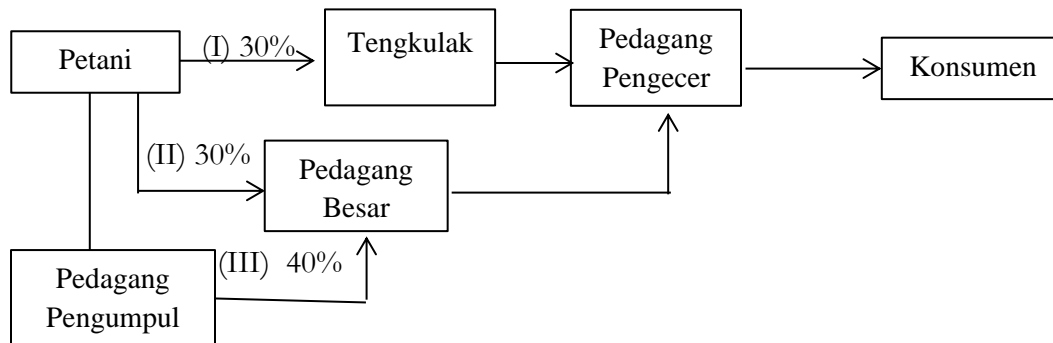 Petani
(I) 30%
Tengkulak
Pedagang
Pengecer
Konsumen
(II) 30%
Pedagang
Besar
Pedagang
Pengumpul
(III) 40%